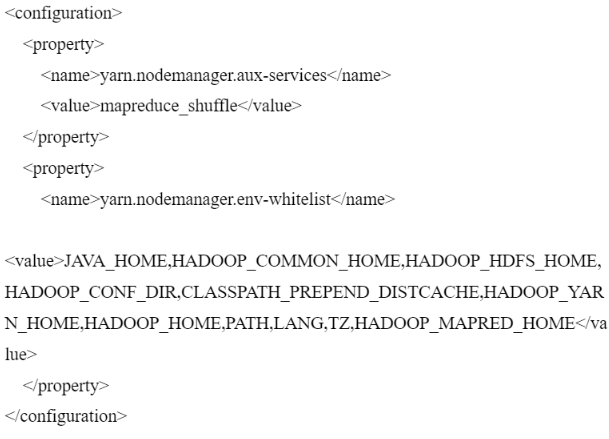 <configuration>
<property>
<name>yarn.nodemanager.aux-services</name>
<value>mapreduce_shuffle</value>
</property>
<property>
<name>yarn.nodemanager.env-whitelist</name>
<value>JAVA_HOME,HADOOP_COMMON_HOME,HADOOP_HDFS_HOME,
HADOOP_CONF_DIR,CLASSPATH_PREPEND_DISTCACHE,HADOOP_YAR
N_HOME,HADOOP_HOME,PATH,LANG,TZ,HADOOP_MAPRED_HOME</va
lue>
</property>
</configuration>